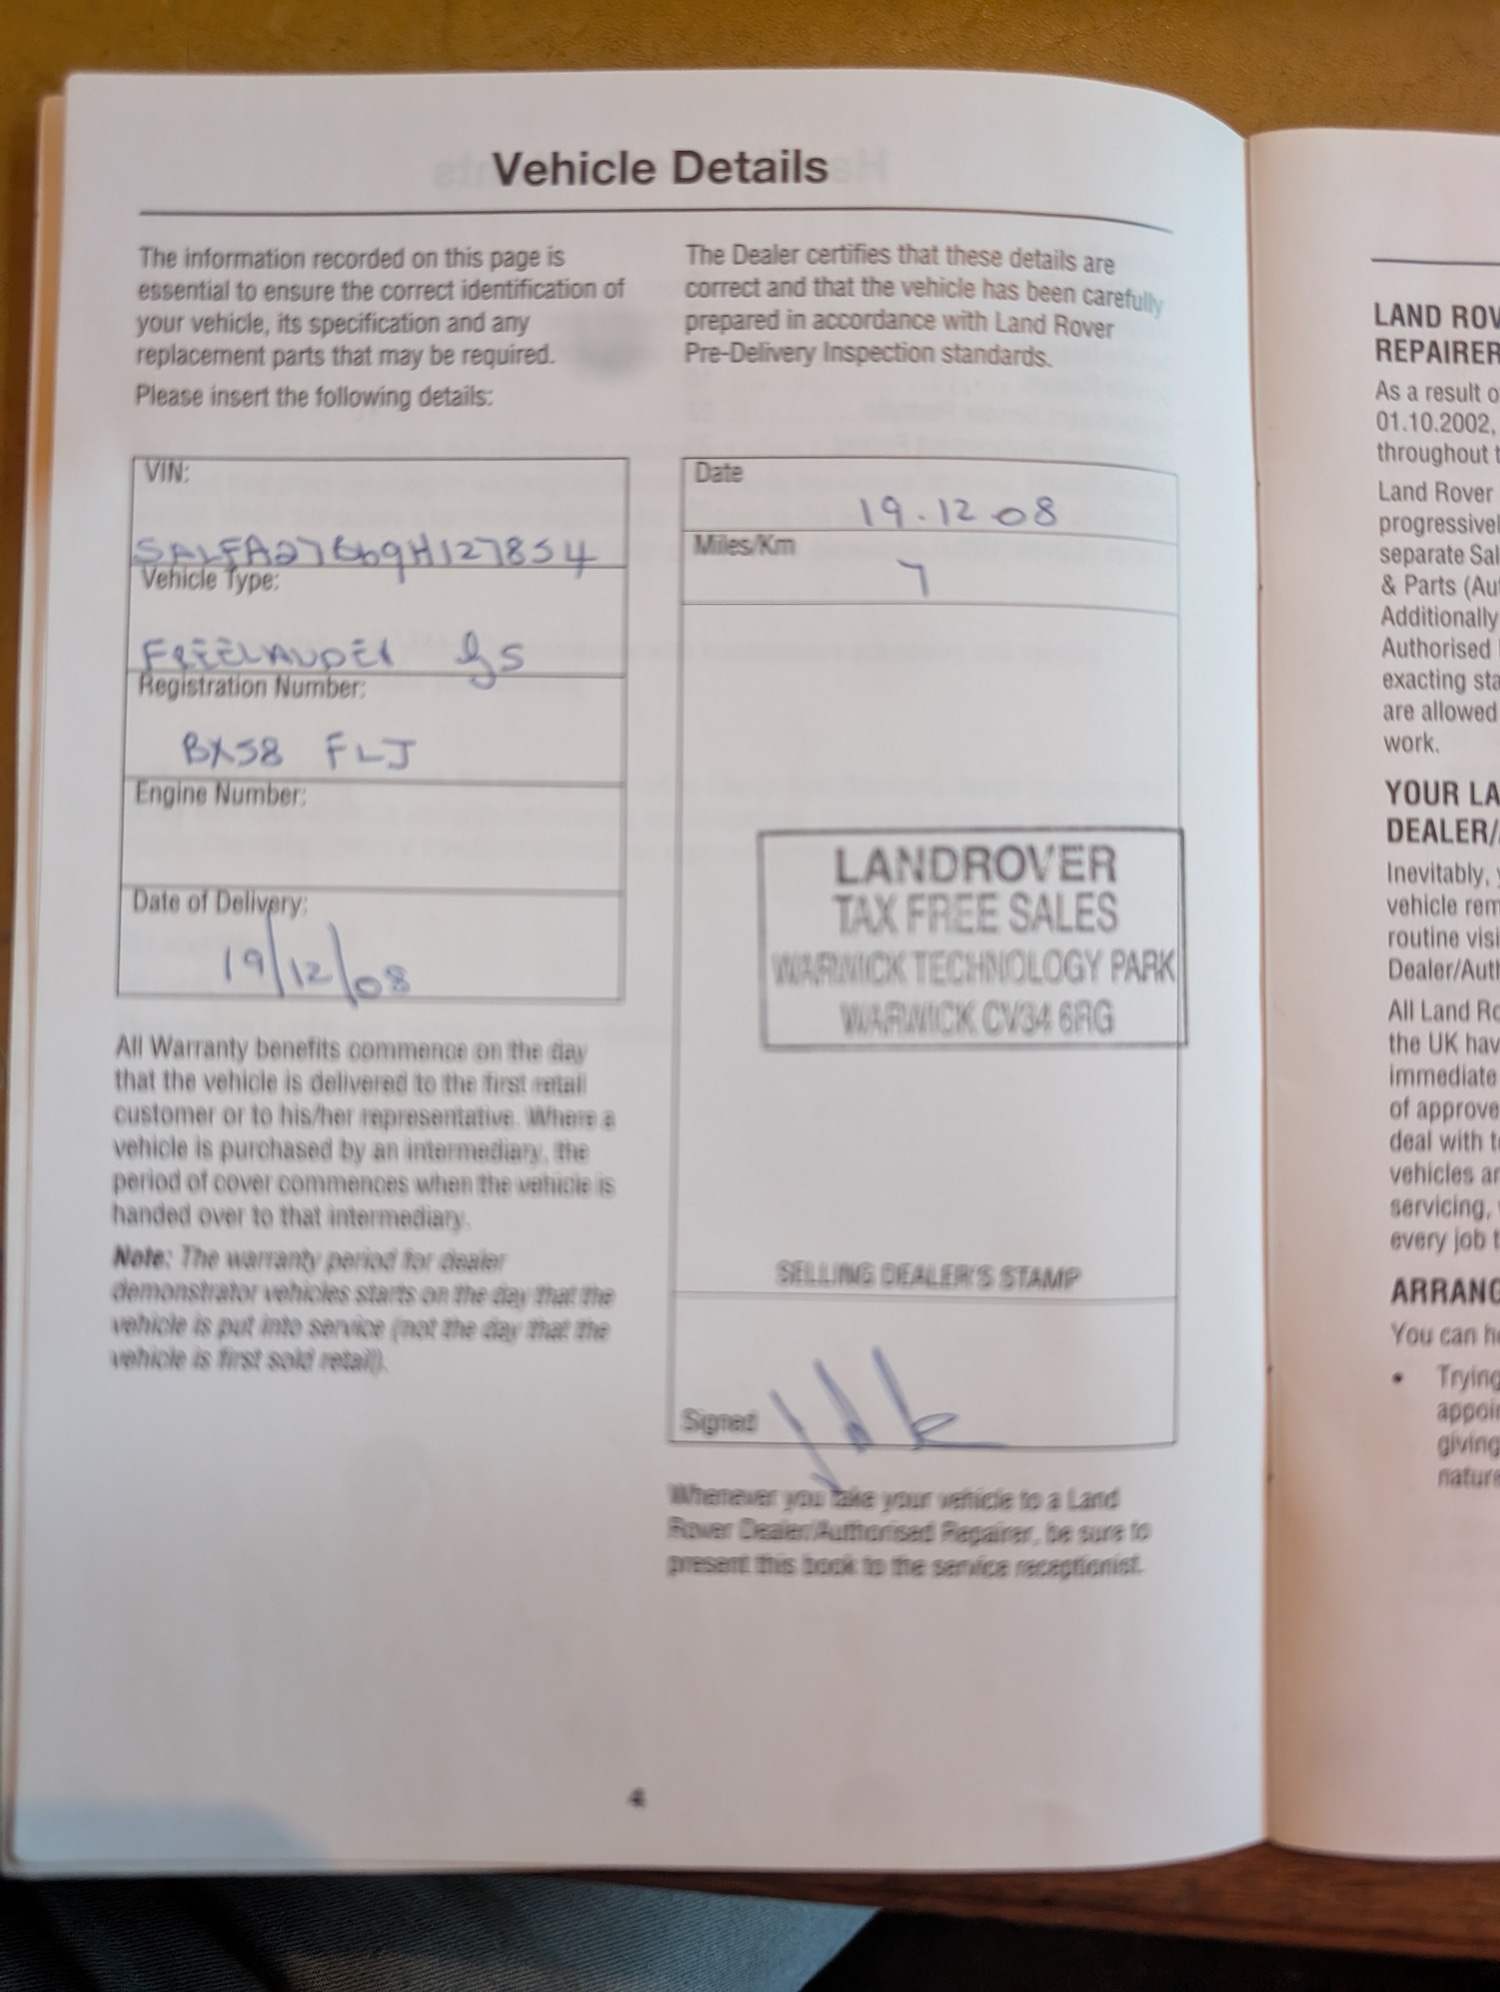 Vehicle Details
The information recorded on this page is
essential to ensure the correct identification of
your vehicle, its specification and any
replacement parts that may be required.
Please insert the following details:
VIN:
SALFA27B69H127854
Vehicle Type:
FREELANDER GS
Registration Number:
BX58 FLJ
Engine Number:
Date of Delivery:
19/12/08
All Warranty benefits commence on the day
that the vehicle is delivered to the first retail
customer or to his/her representative. Where a
vehicle is purchased by an intermediary, the
period of cover commences when the vehicle is
handed over to that intermediary.
Note: The warranty period for dealer
demonstrator vehicles starts on the day that the
vehicle is put into service (not the day that the
vehicle is first sold retail).
The Dealer certifies that these details are
correct and that the vehicle has been carefully
prepared in accordance with Land Rover
Pre-Delivery Inspection standards.
Date
19.12 08
Miles/Km
7
LANDROVER
TAX FREE SALES
WARWICK TECHNOLOGY PARK
WARWICK CV34 6RG
SELLING DEALER'S STAMP
Signed
Whenever you take your vehicle to a Land
Rover Dealer/Authorised Repairer, be sure to
present this book to the service receptionist.
4
LAND ROV
REPAIRER
As a result o
01.10.2002,
throughout t
Land Rover
progressivel
separate Sal
& Parts (Au
Additionally
Authorised
exacting sta
are allowed
work.
YOUR LA
DEALER/
Inevitably, y
vehicle rem
routine visi
Dealer/Auth
All Land Ro
the UK hav
immediate
of approve
deal with t
vehicles ar
servicing,
every job t
ARRANG
You can he
• Trying
appoin
giving
nature